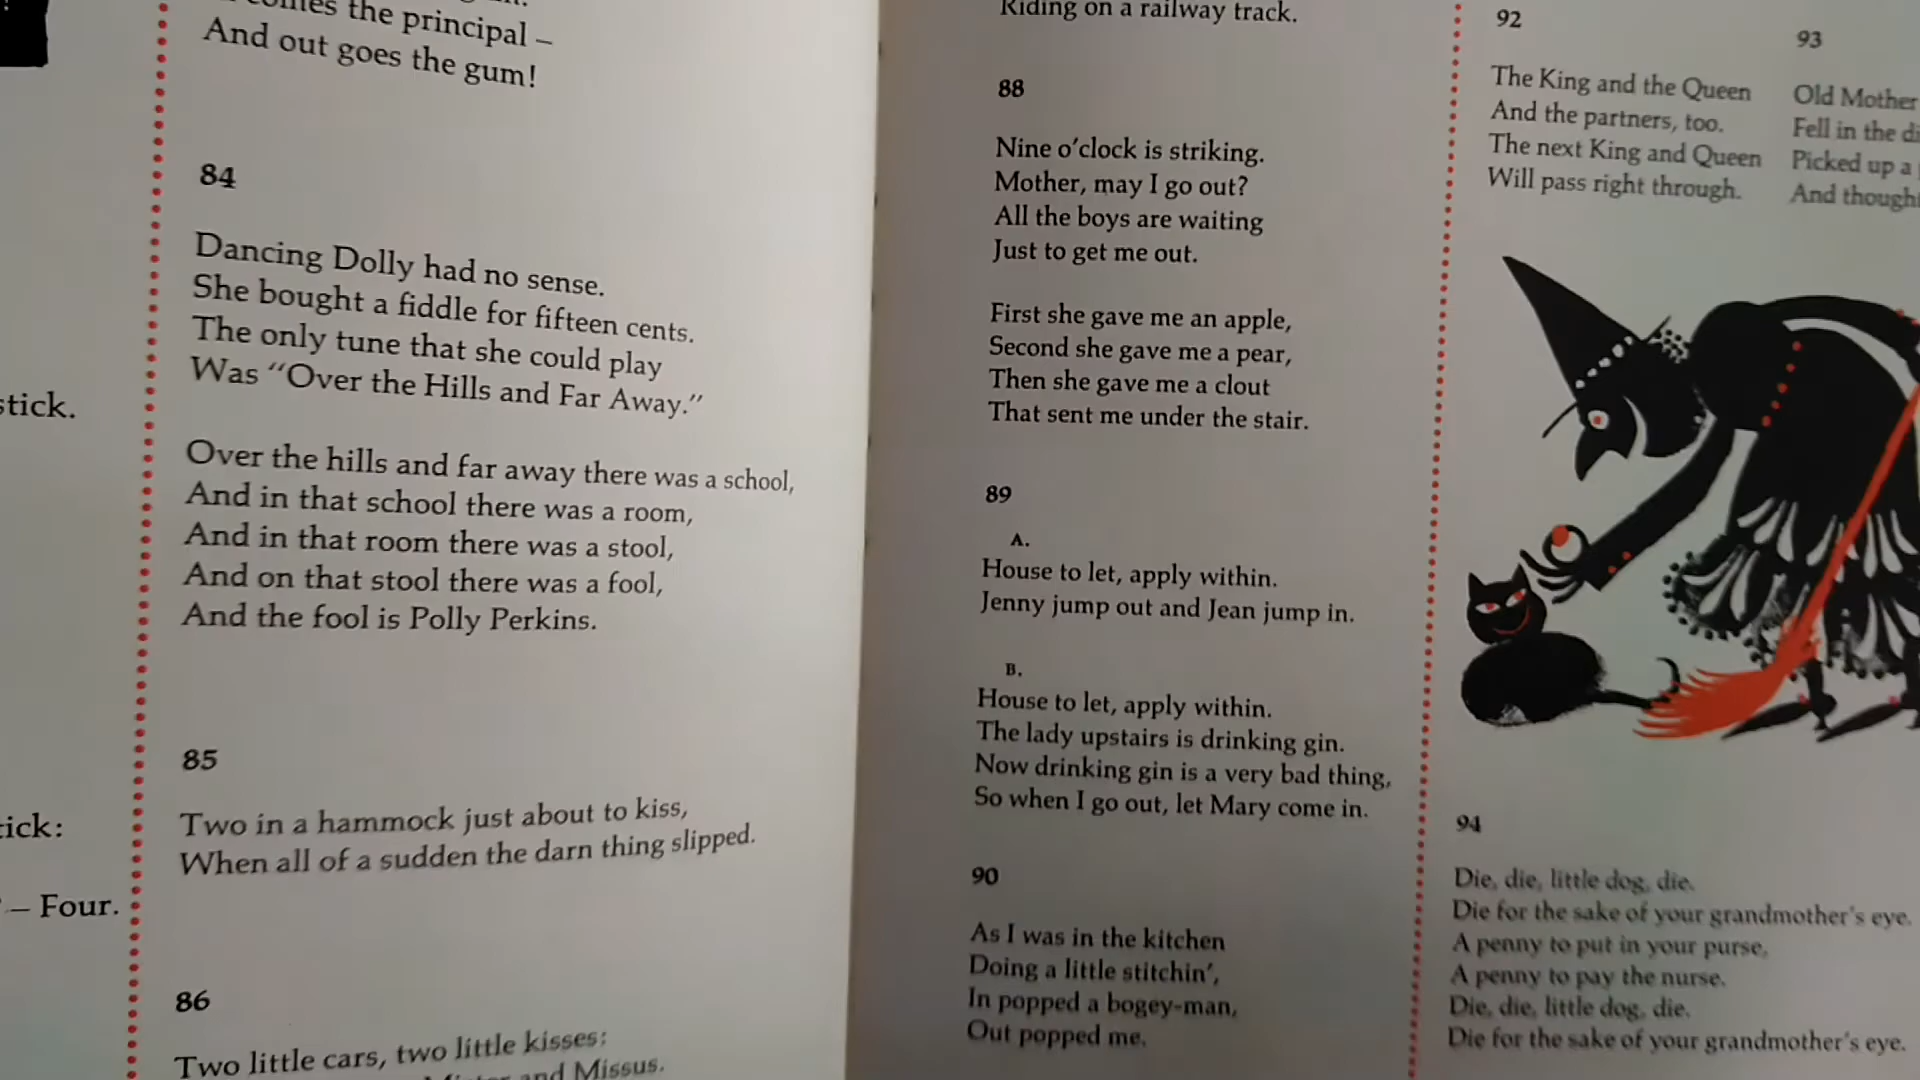 stick.
tick:
– Four.
comes the principal –
And out goes the gum!
84
Dancing Dolly had no sense.
She bought a fiddle for fifteen cents.
The only tune that she could play
Was “Over the Hills and Far Away.”
Over the hills and far away there was a school,
And in that school there was a room,
And in that room there was a stool,
And on that stool there was a fool,
And the fool is Polly Perkins.
85
Two in a hammock just about to kiss,
When all of a sudden the darn thing slipped.
86
Two little cars, two little kisses:
Mister and Missus.
Riding on a railway track.
88
Nine o’clock is striking.
Mother, may I go out?
All the boys are waiting
Just to get me out.
First she gave me an apple,
Second she gave me a pear,
Then she gave me a clout
That sent me under the stair.
89
A.
House to let, apply within.
Jenny jump out and Jean jump in.
B.
House to let, apply within.
The lady upstairs is drinking gin.
Now drinking gin is a very bad thing,
So when I go out, let Mary come in.
90
As I was in the kitchen
Doing a little stitchin’,
In popped a bogey-man,
Out popped me.
92
The King and the Queen
And the partners, too.
The next King and Queen
Will pass right through.
93
Old Mother
Fell in the
Picked up a
And
94
Die, die, little dog, die.
Die for the sake of your grandmother’s eye.
A penny to put in your purse,
A penny to pay the nurse.
Die, die, little dog, die.
Die for the sake of your grandmother’s eye.